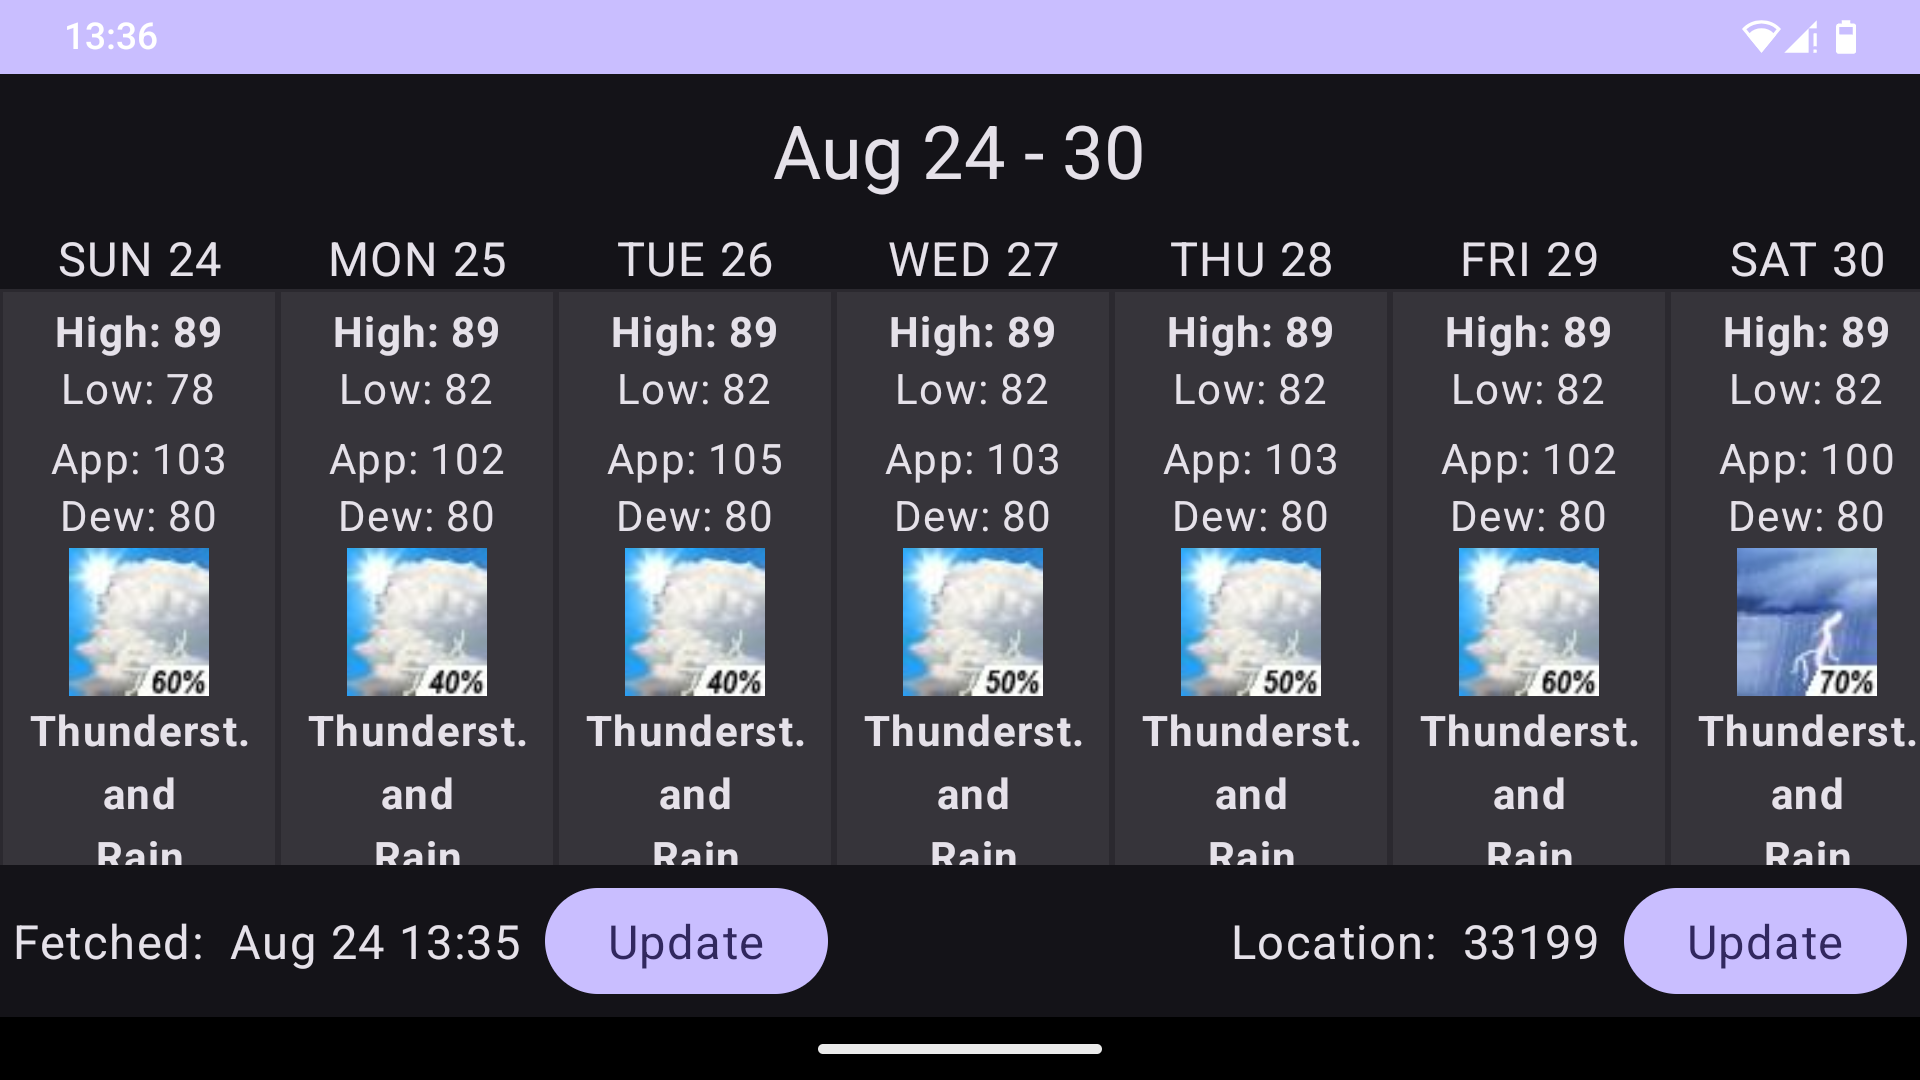 13:36
Aug 24 - 30
SUN 24 MON 25 TUE 26 WED 27 THU 28 FRI 29 SAT 30
High: 89 High: 89 High: 89 High: 89 High: 89 High: 89 High: 89
Low: 78 Low: 82 Low: 82 Low: 82 Low: 82 Low: 82 Low: 82
App: 103 App: 102 App: 105 App: 103 App: 103 App: 102 App: 100
Dew: 80 Dew: 80 Dew: 80 Dew: 80 Dew: 80 Dew: 80 Dew: 80
60% 40% 40% 50% 50% 60% 70%
Thunderst. Thunderst. Thunderst. Thunderst. Thunderst. Thunderst. Thunderst.
and and and and and and and
Rain Rain Rain Rain Rain Rain Rain
Fetched: Aug 24 13:35 Update Location: 33199 Update